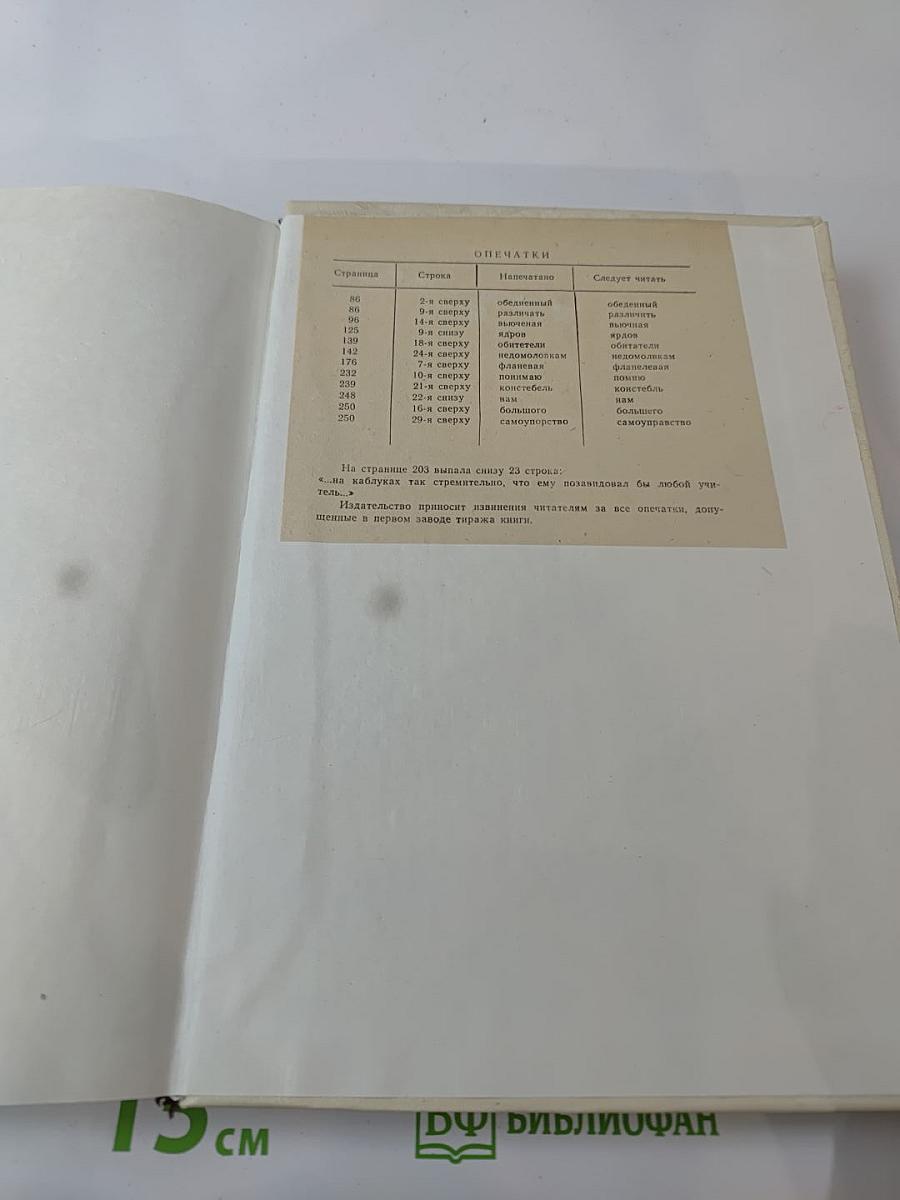 ОПЕЧАТКИ
Страница Строка Напечатано Следует читать
86 2-я сверху обедненный обеденный
86 9-я сверху различать различить
96 14-я сверху вьюченая вьючная
125 9-я снизу ядров ярдов
139 18-я сверху обитетели обитатели
142 24-я сверху недомолокам недомолвкам
176 7-я сверху фланевая фланелевая
232 10-я сверху понимаю помню
239 21-я сверху констебель констебль
248 22-я снизу вам нам
250 16-я сверху большого большего
250 29-я сверху самоупорство самоуправство
На странице 203 выпала снизу 23 строка:
«...на каблуках так стремительно, что ему позавидовал бы любой учи-
тель...»
Издательство приносит извинения читателям за все опечатки, допу-
щенные в первом заводе тиража книги.
15 см БФ БИБЛИОФАН